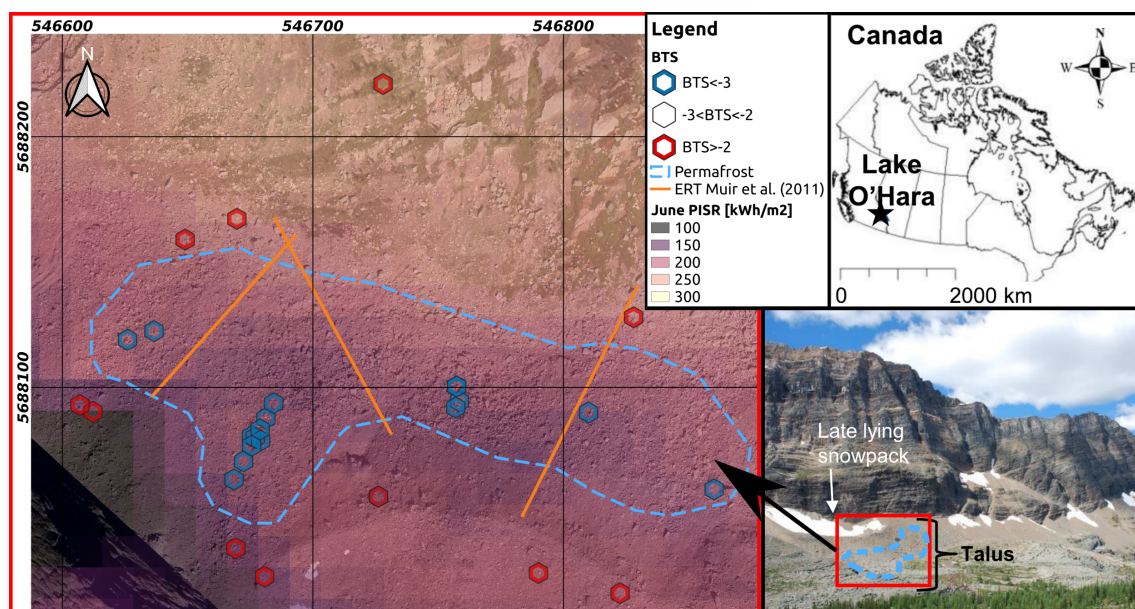 546600
546700
546800
N
5688200
5688100
Legend
BTS
BTS<-3
-3<BTS<-2
BTS>-2
Permafrost
ERT Muir et al. (2011)
June PISR [kWh/m2]
100
150
200
250
300
Canada
N
W
E
S
Lake
O'Hara
0
2000 km
Late lying
snowpack
Talus